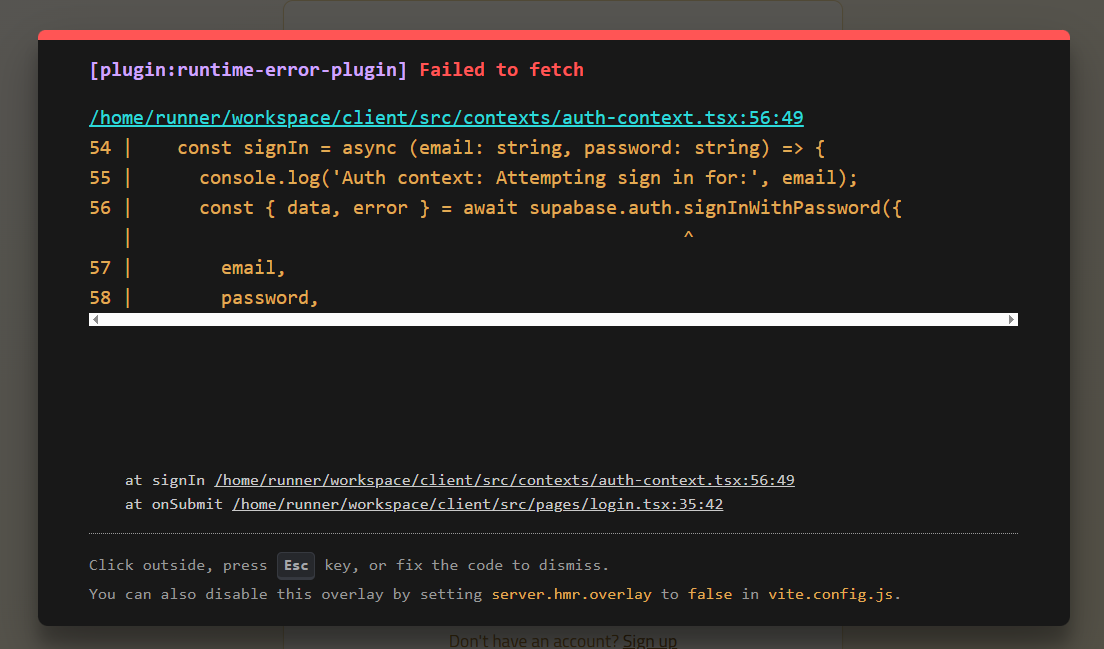 [plugin:runtime-error-plugin] Failed to fetch
/home/runner/workspace/client/src/contexts/auth-context.tsx:56:49
54 |    const signIn = async (email: string, password: string) => {
55 |      console.log('Auth context: Attempting sign in for:', email);
56 |      const { data, error } = await supabase.auth.signInWithPassword({
   |                                                  ^
57 |        email,
58 |        password,
at signIn /home/runner/workspace/client/src/contexts/auth-context.tsx:56:49
at onSubmit /home/runner/workspace/client/src/pages/login.tsx:35:42
Click outside, press Esc key, or fix the code to dismiss.
You can also disable this overlay by setting server.hmr.overlay to false in vite.config.js.
Don't have an account? Sign up